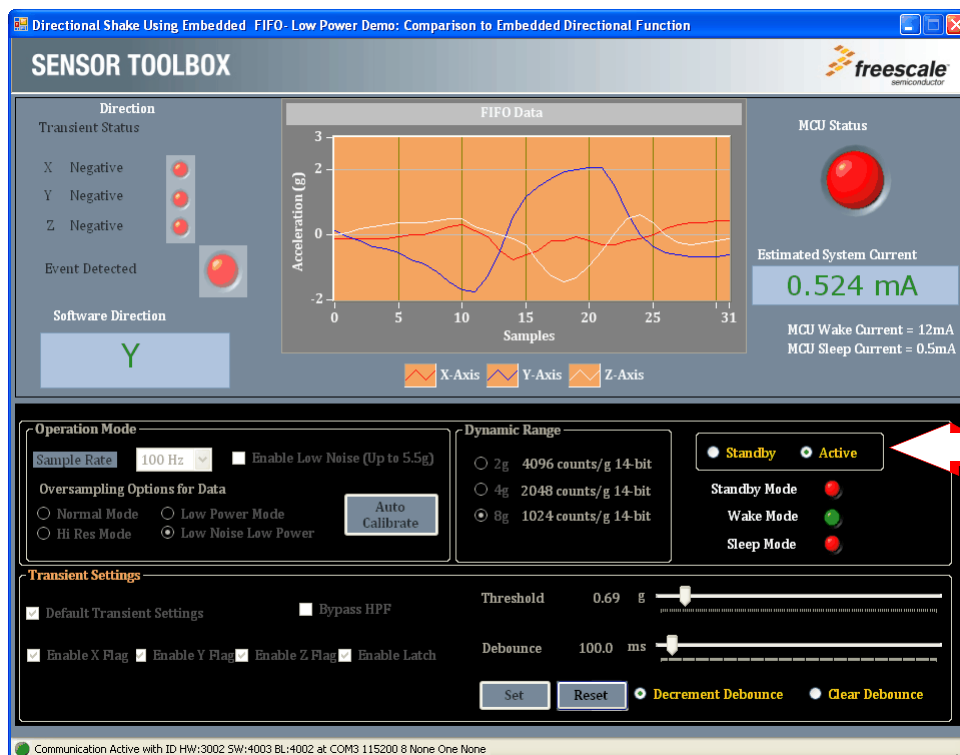 Directional Shake Using Embedded FIFO- Low Power Demo: Comparison to Embedded Directional Function
SENSOR TOOLBOX
freescale
semiconductor
Direction
Transient Status
X Negative
Y Negative
Z Negative
Event Detected
Software Direction
Y
FIFO Data
Acceleration (g)
3
2
0
-2
0 5 10 15 20 25 31
Samples
X-Axis Y-Axis Z-Axis
MCU Status
Estimated System Current
0.524 mA
MCU Wake Current = 12mA
MCU Sleep Current = 0.5mA
Operation Mode
Sample Rate 100 Hz Enable Low Noise (Up to 5.5g)
Oversampling Options for Data
Normal Mode Low Power Mode
Hi Res Mode Low Noise Low Power
Auto
Calibrate
Dynamic Range
2g 4096 counts/g 14-bit
4g 2048 counts/g 14-bit
8g 1024 counts/g 14-bit
Standby Active
Standby Mode
Wake Mode
Sleep Mode
Transient Settings
Default Transient Settings Bypass HPF
Enable X Flag Enable Y Flag Enable Z Flag Enable Latch
Threshold 0.69 g
Debounce 100.0 ms
Set Reset Decrement Debounce Clear Debounce
Communication Active with ID HW:3002 SW:4003 BL:4002 at COM3 115200 8 None One None